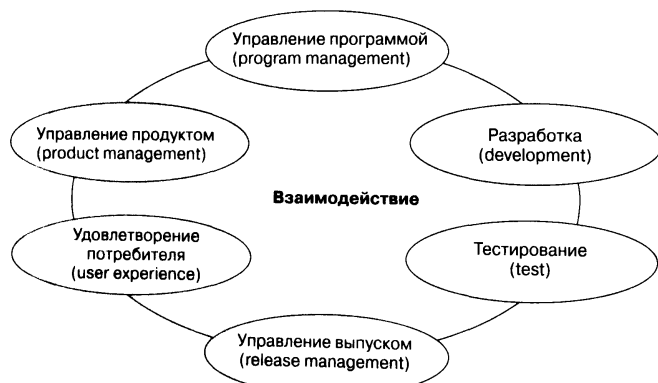 Управление программой
(program management)
Управление продуктом
(product management)
Разработка
(development)
Взаимодействие
Удовлетворение
потребителя
(user experience)
Тестирование
(test)
Управление выпуском
(release management)